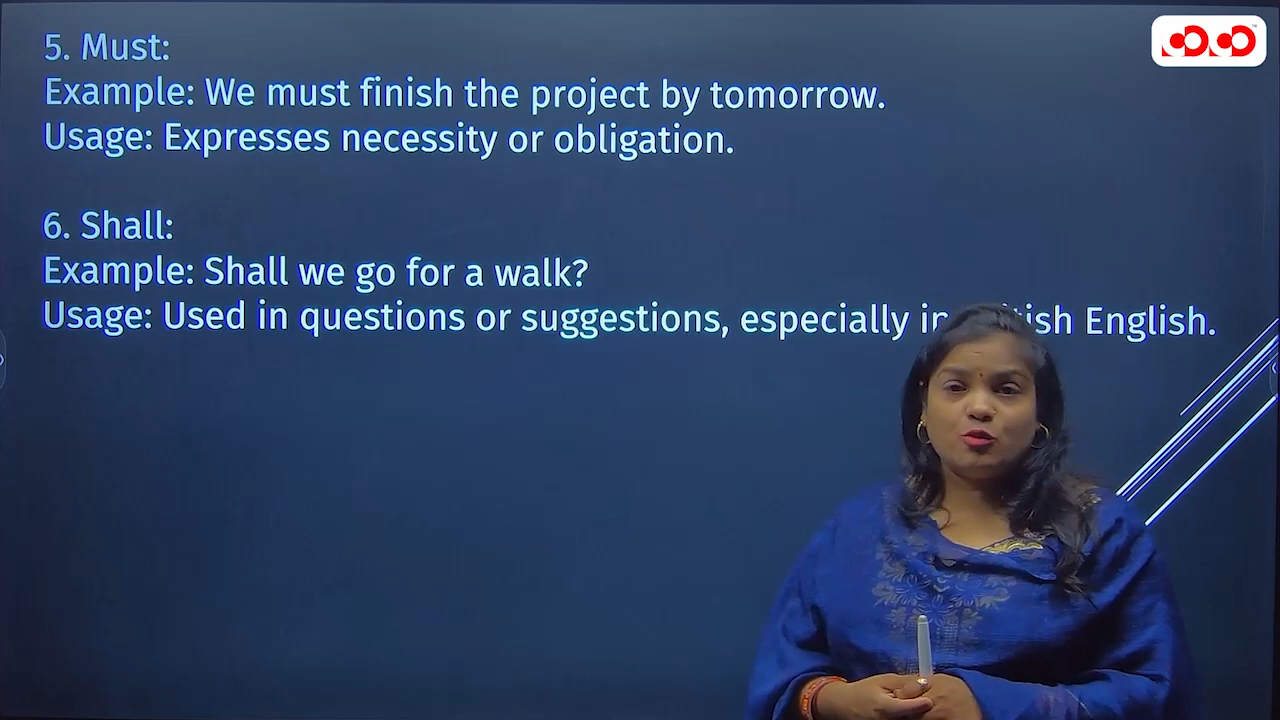 5. Must:
Example: We must finish the project by tomorrow.
Usage: Expresses necessity or obligation.
6. Shall:
Example: Shall we go for a walk?
Usage: Used in questions or suggestions, especially in English.